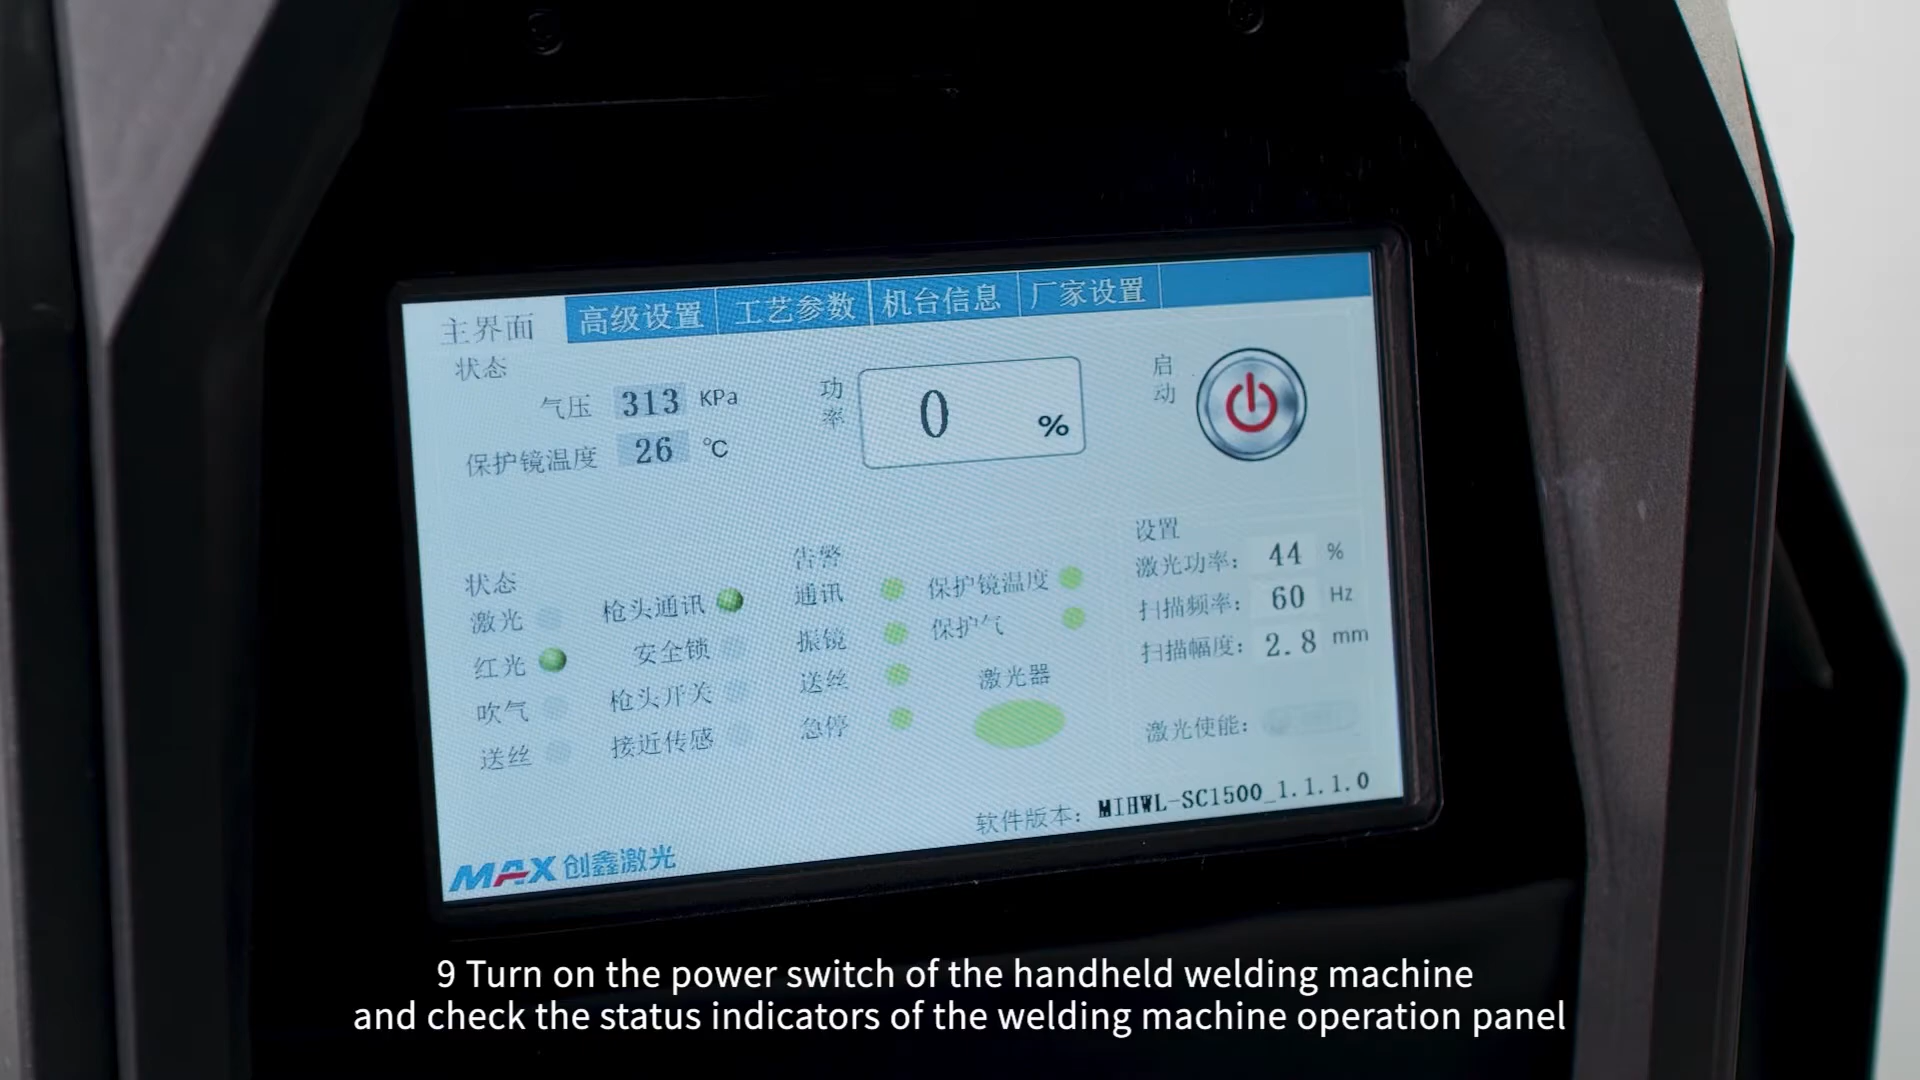 主界面 高级设置 工艺参数 机台信息 厂家设置
状态
气压 313 KPa
保护镜温度 26 ℃
功率 0 %
启动
状态
激光
红光
吹气
送丝
枪头通讯
安全锁
枪头开关
接近传感
告警
通讯
振镜
送丝
急停
保护镜温度
保护气
激光器
设置
激光功率: 44 %
扫描频率: 60 Hz
扫描幅度: 2.8 mm
激光使能:
软件版本: MIHWL-SC1500_1.1.1.0
MAX 创鑫激光
9 Turn on the power switch of the handheld welding machine
and check the status indicators of the welding machine operation panel